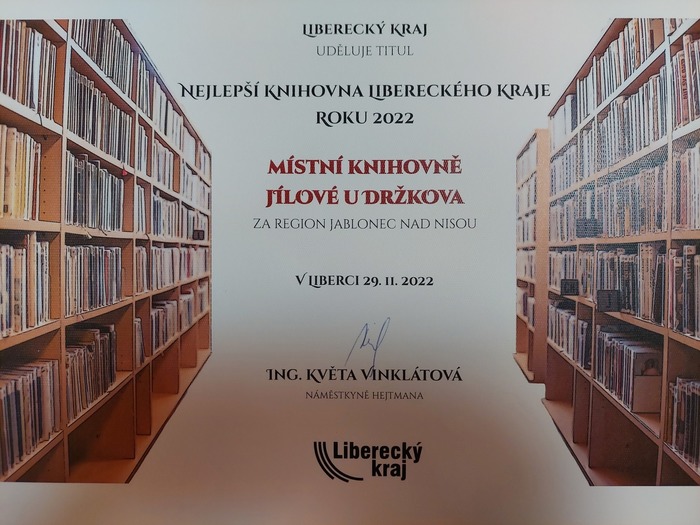 Liberecký kraj
uděluje titul
Nejlepší knihovna Libereckého kraje
roku 2022
Místní knihovně
Jílové u Držkova
za region Jablonec nad Nisou
V Liberci 29. 11. 2022
Ing. Květa Vinklátová
náměstkyně hejtmana
Liberecký
kraj